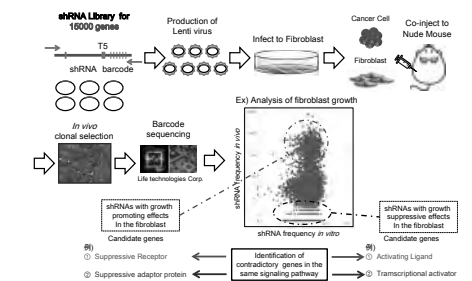 shRNA Library for
15000 genes
T5
shRNA barcode
Production of
Lenti virus
Infect to Fibroblast
Cancer Cell
Fibroblast
Co-inject to
Nude Mouse
In vivo
clonal selection
Barcode
sequencing
Life technologies Corp.
Ex) Analysis of fibroblast growth
shRNA frequency in vivo
shRNA frequency in vitro
shRNAs with growth
promoting effects
In the fibroblast
Candidate genes
例)
① Suppressive Receptor
② Suppressive adaptor protein
Identification of
contradictory genes in the
same signaling pathway
shRNAs with growth
suppressive effects
In the fibroblast
Candidate genes
例)
① Activating Ligand
② Transcriptional activator